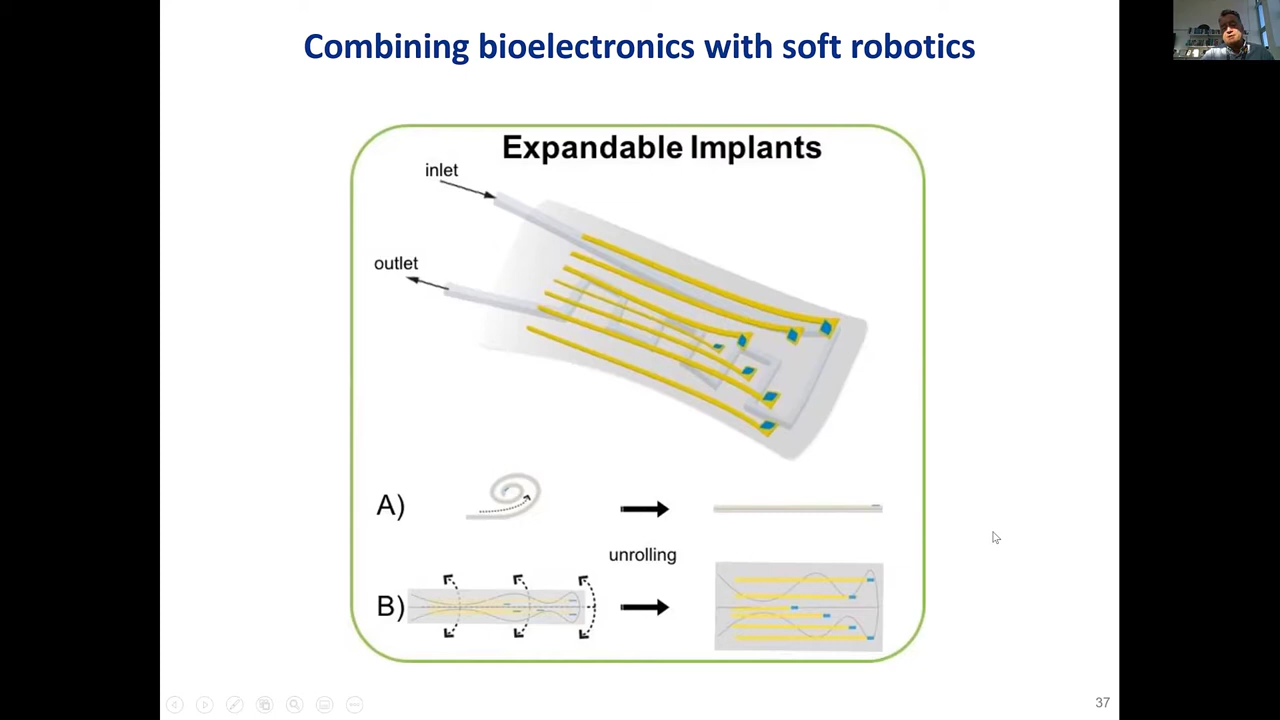 Combining bioelectronics with soft robotics
Expandable Implants
inlet
outlet
A)
unrolling
B)
37